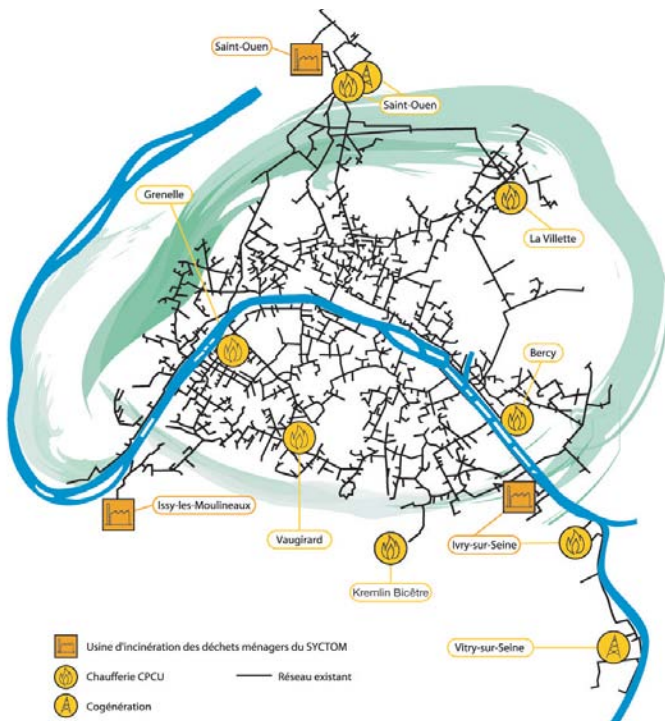 Saint-Ouen
Saint-Ouen
Grenelle
La Villette
Bercy
Issy-les-Moulineaux
Vaugirard
Ivry-sur-Seine
Kremlin Bicêtre
Vitry-sur-Seine
Usine d'incinération des déchets ménagers du SYCTOM
Chaufferie CPCU
Réseau existant
Cogénération